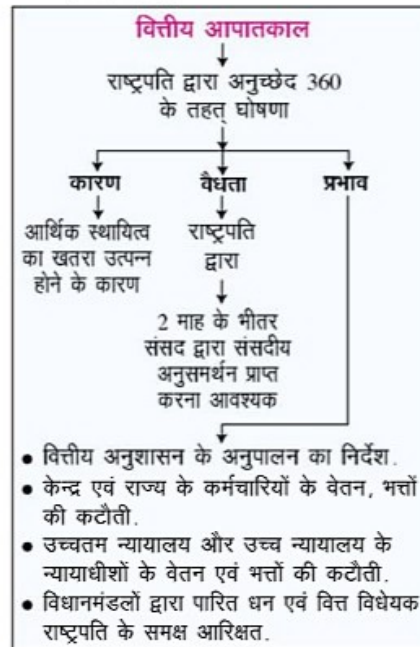 वित्तीय आपातकाल
राष्ट्रपति द्वारा अनुच्छेद 360
के तहत् घोषणा
कारण
वैधता
प्रभाव
आर्थिक स्थायित्व
का खतरा उत्पन्न
होने के कारण
राष्ट्रपति
द्वारा
2 माह के भीतर
संसद द्वारा संसदीय
अनुसमर्थन प्राप्त
करना आवश्यक
• वित्तीय अनुशासन के अनुपालन का निर्देश.
• केन्द्र एवं राज्य के कर्मचारियों के वेतन, भत्तों
की कटौती.
• उच्चतम न्यायालय और उच्च न्यायालय के
न्यायाधीशों के वेतन एवं भत्तों की कटौती.
• विधानमंडलों द्वारा पारित धन एवं वित्त विधेयक
राष्ट्रपति के समक्ष आरिक्षत.